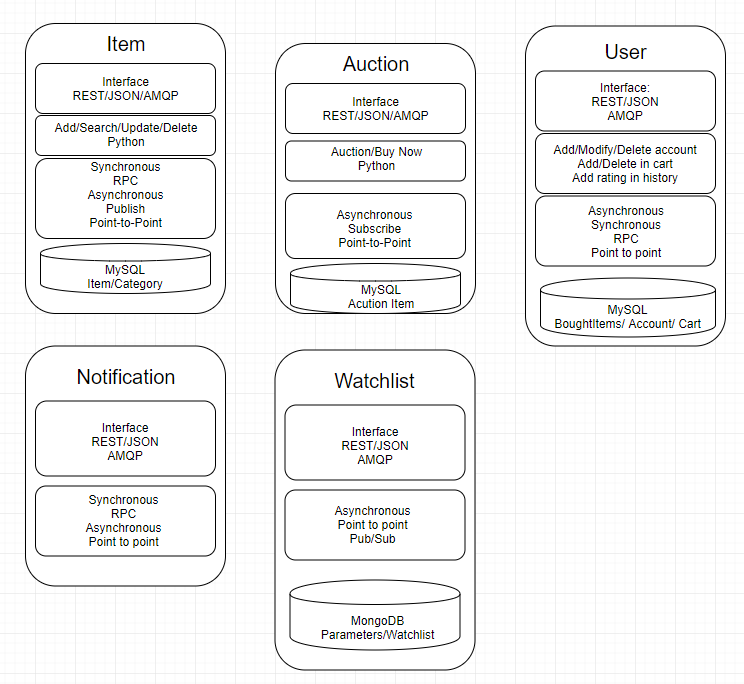 Item
Interface
REST/JSON/AMQP
Add/Search/Update/Delete
Python
Synchronous
RPC
Asynchronous
Publish
Point-to-Point
MySQL
Item/Category
Auction
Interface
REST/JSON/AMQP
Auction/Buy Now
Python
Asynchronous
Subscribe
Point-to-Point
MySQL
Acution Item
User
Interface:
REST/JSON
AMQP
Add/Modify/Delete account
Add/Delete in cart
Add rating in history
Asynchronous
Synchronous
RPC
Point to point
MySQL
BoughtItems/ Account/ Cart
Notification
Interface
REST/JSON
AMQP
Synchronous
RPC
Asynchronous
Point to point
Watchlist
Interface
REST/JSON
AMQP
Asynchronous
Point to point
Pub/Sub
MongoDB
Parameters/Watchlist